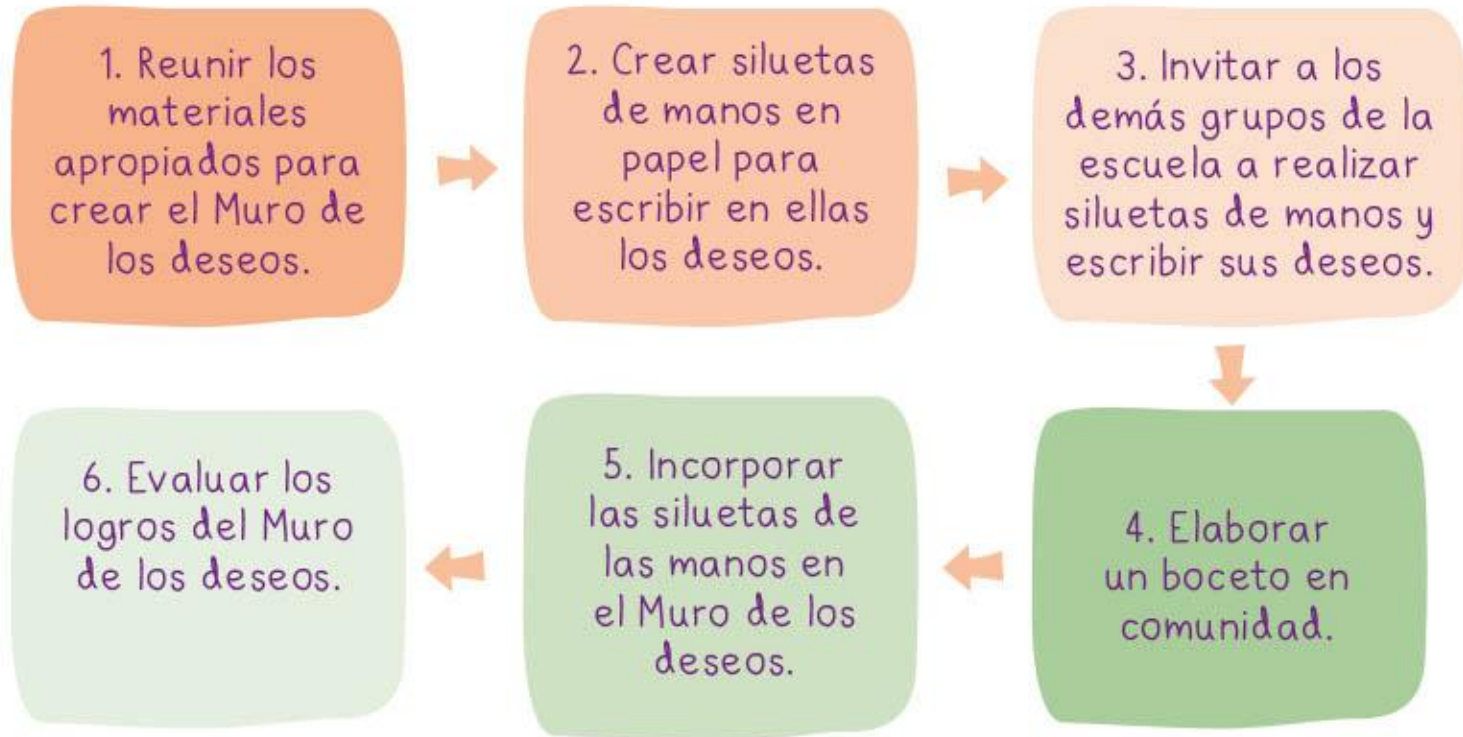 1. Reunir los
materiales
apropiados para
crear el Muro de
los deseos.
2. Crear siluetas
de manos en
papel para
escribir en ellas
los deseos.
3. Invitar a los
demás grupos de la
escuela a realizar
siluetas de manos y
escribir sus deseos.
4. Elaborar
un boceto en
comunidad.
5. Incorporar
las siluetas de
las manos en
el Muro de los
deseos.
6. Evaluar los
logros del Muro
de los deseos.